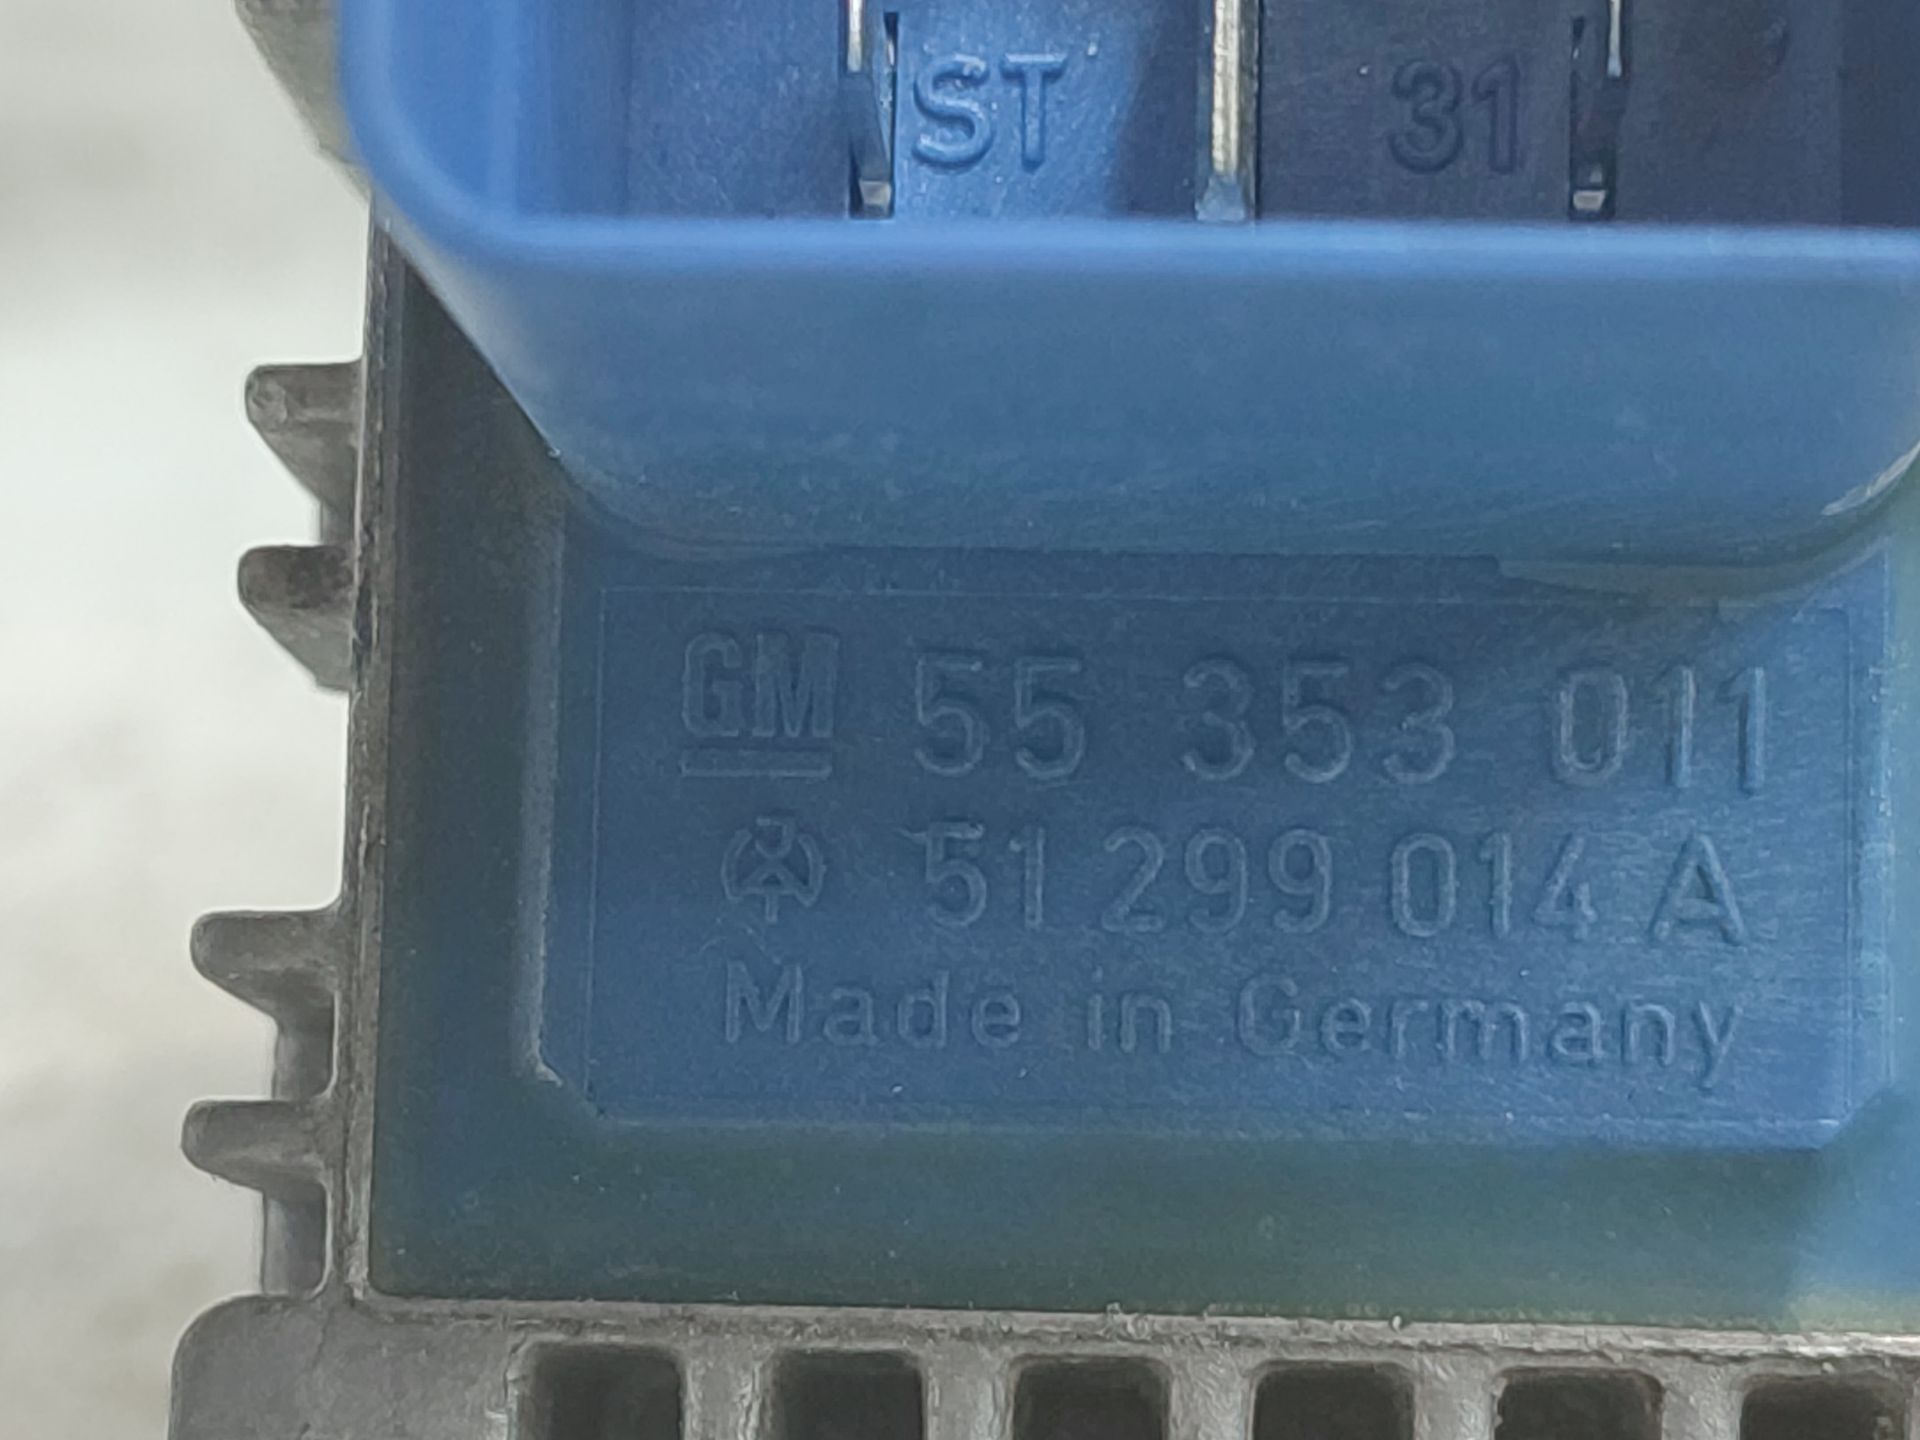 ST 31
GM 55 353 011
51 299 014 A
Made in Germany